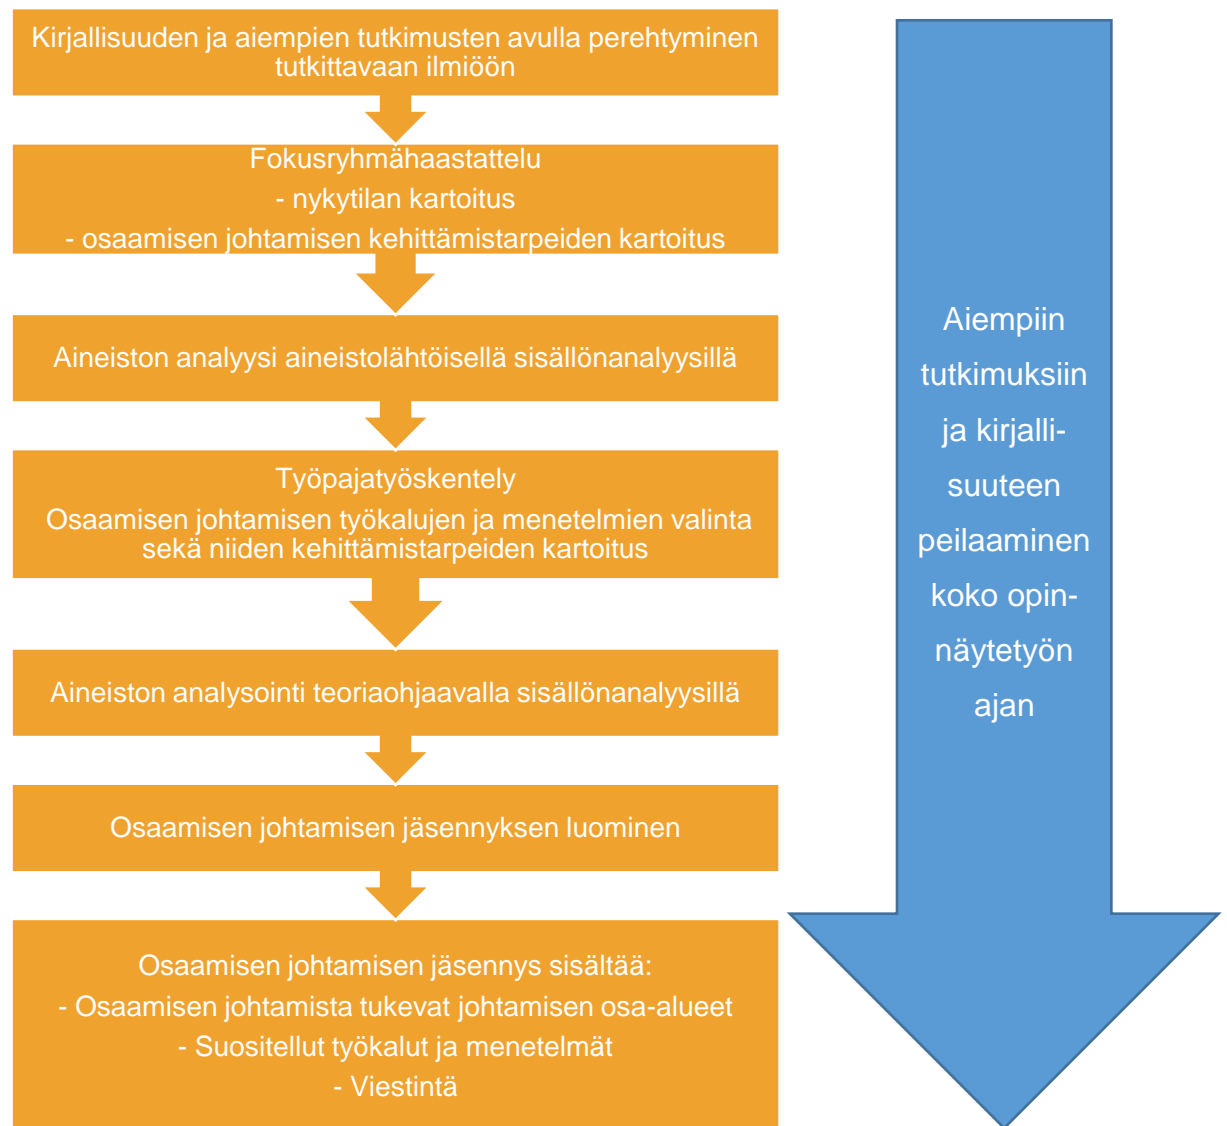 Kirjallisuuden ja aiempien tutkimusten avulla perehtyminen
tutkittavaan ilmiöön
Fokusryhmähaastattelu
- nykytilan kartoitus
- osaamisen johtamisen kehittämistarpeiden kartoitus
Aineiston analyysi aineistolähtöisellä sisällönanalyysillä
Työpajatyöskentely
Osaamisen johtamisen työkalujen ja menetelmien valinta
sekä niiden kehittämistarpeiden kartoitus
Aineiston analysointi teoriaohjaavalla sisällönanalyysillä
Osaamisen johtamisen jäsennyksen luominen
Osaamisen johtamisen jäsennys sisältää:
- Osaamisen johtamista tukevat johtamisen osa-alueet
- Suositellut työkalut ja menetelmät
- Viestintä
Aiempiin
tutkimuksiin
ja kirjalli-
suuteen
peilaaminen
koko opin-
näytetyön
ajan